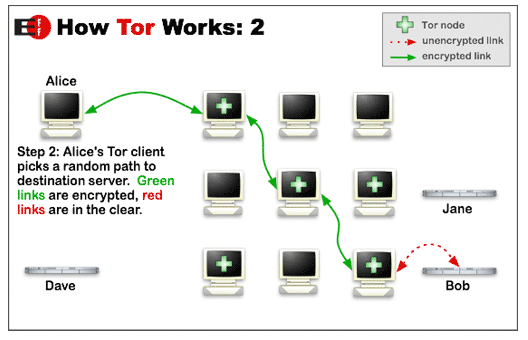 EFF How Tor Works: 2
Tor node
unencrypted link
encrypted link
Alice
Step 2: Alice's Tor client
picks a random path to
destination server. Green
links are encrypted, red
links are in the clear.
Jane
Dave
Bob